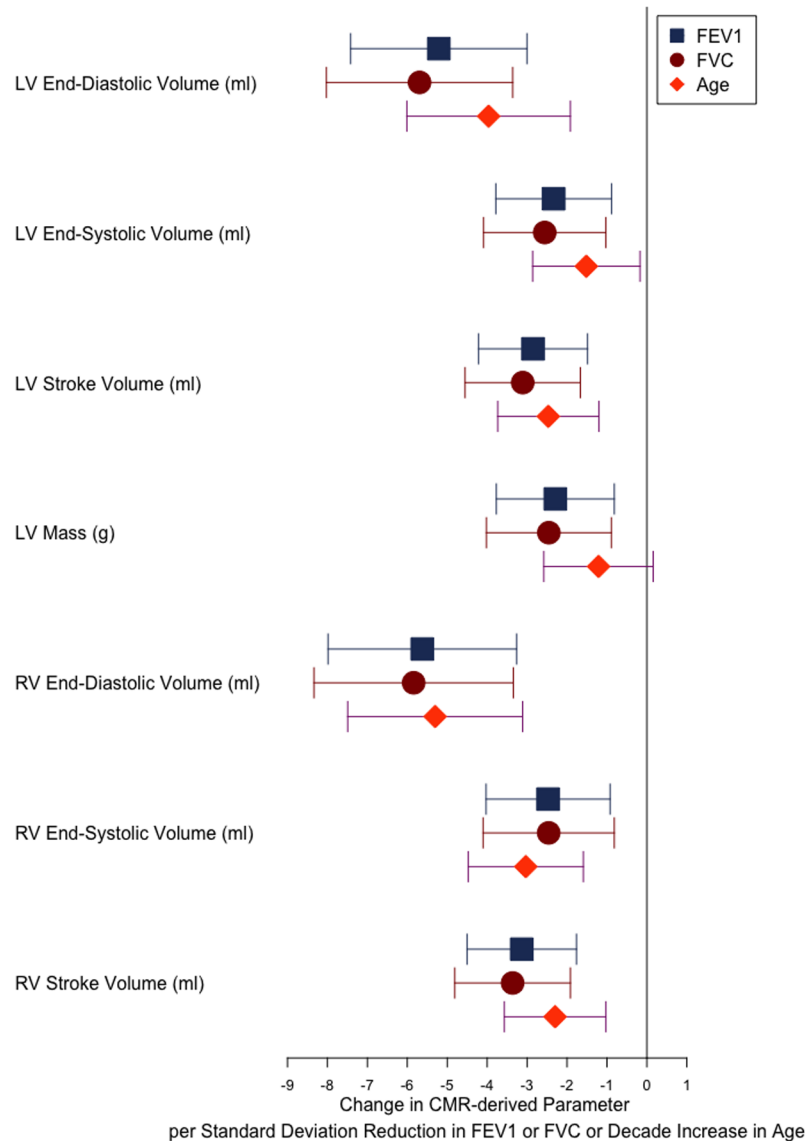 FEV1
FVC
Age
LV End-Diastolic Volume (ml)
LV End-Systolic Volume (ml)
LV Stroke Volume (ml)
LV Mass (g)
RV End-Diastolic Volume (ml)
RV End-Systolic Volume (ml)
RV Stroke Volume (ml)
-9 -8 -7 -6 -5 -4 -3 -2 -1 0 1
Change in CMR-derived Parameter
per Standard Deviation Reduction in FEV1 or FVC or Decade Increase in Age